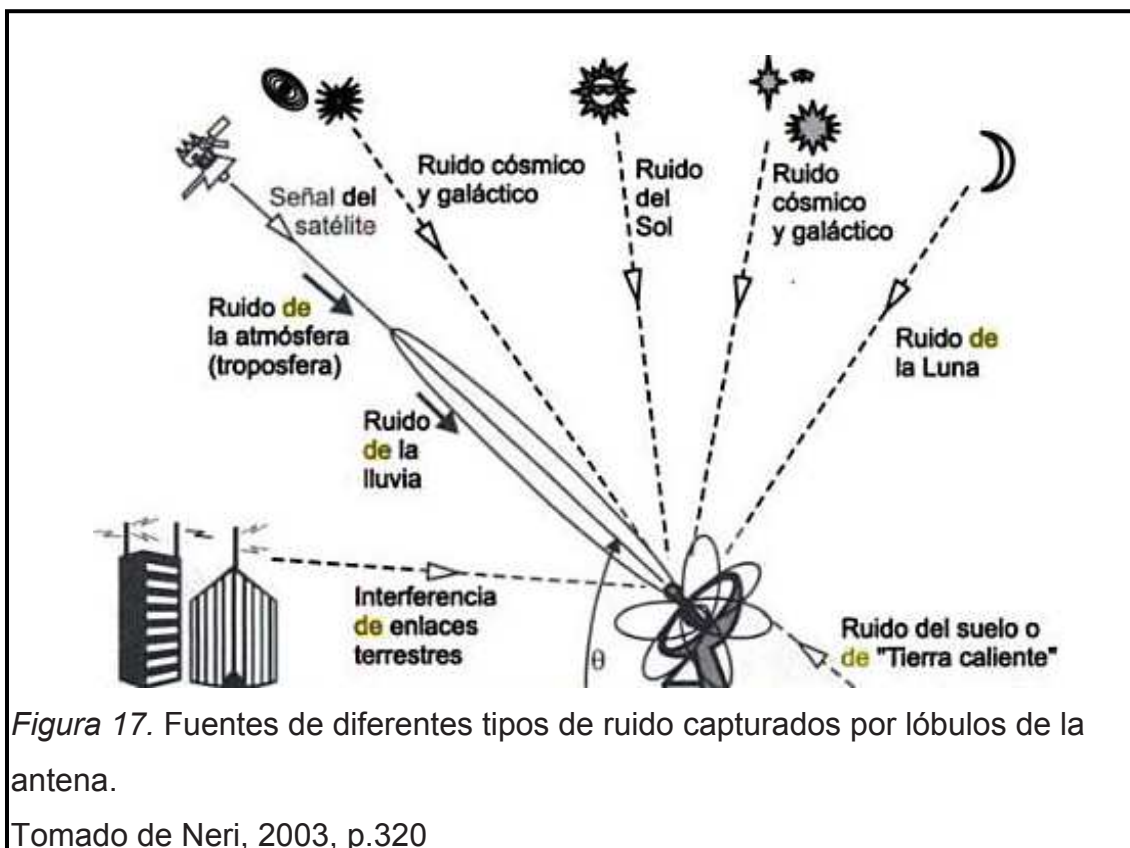 Ruido cósmico
y galáctico
Ruido
del
Sol
Ruido
cósmico
y galáctico
Señal del
satélite
Ruido de
la atmósfera
(troposfera)
Ruido de
la Luna
Ruido
de la
lluvia
Interferencia
de enlaces
terrestres
θ
Ruido del suelo o
de "Tierra caliente"
Figura 17. Fuentes de diferentes tipos de ruido capturados por lóbulos de la
antena.
Tomado de Neri, 2003, p.320